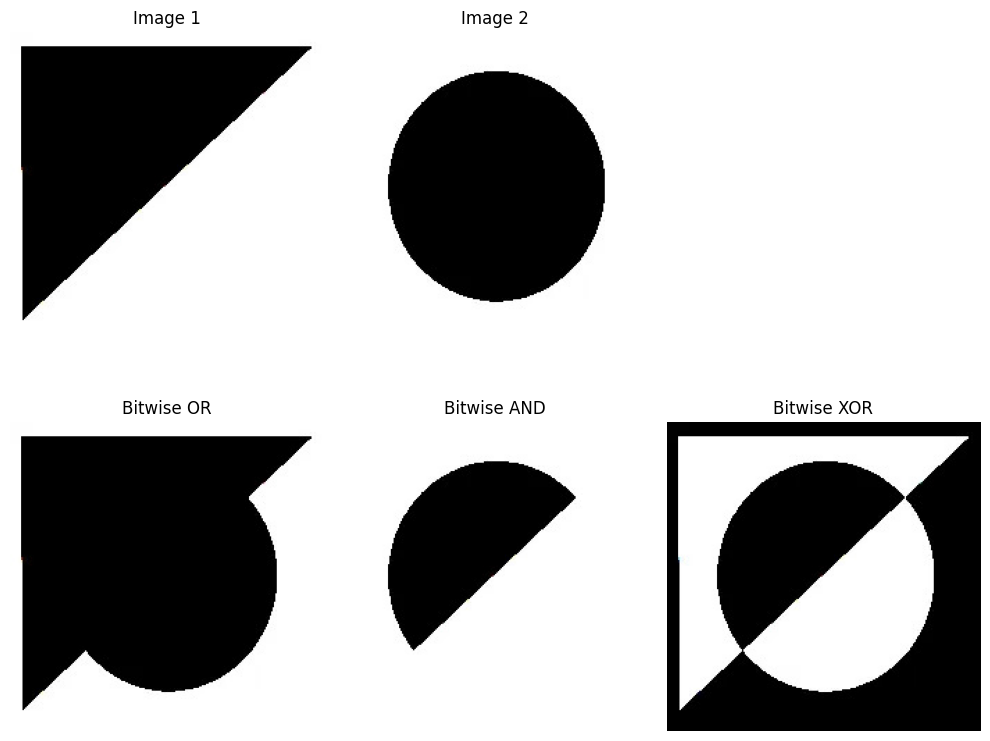 Image 1
Image 2
Bitwise OR
Bitwise AND
Bitwise XOR